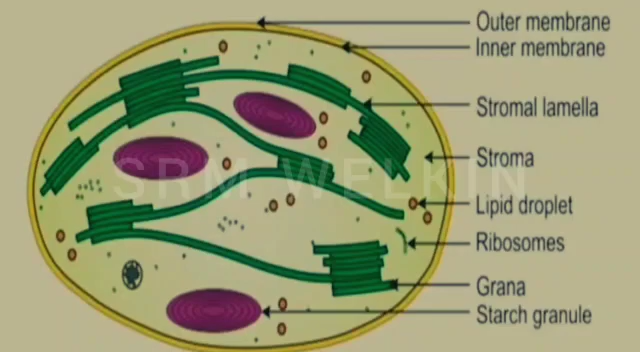 Outer membrane
Inner membrane
Stromal lamella
Stroma
SRM WELKIN
Lipid droplet
Ribosomes
Grana
Starch granule